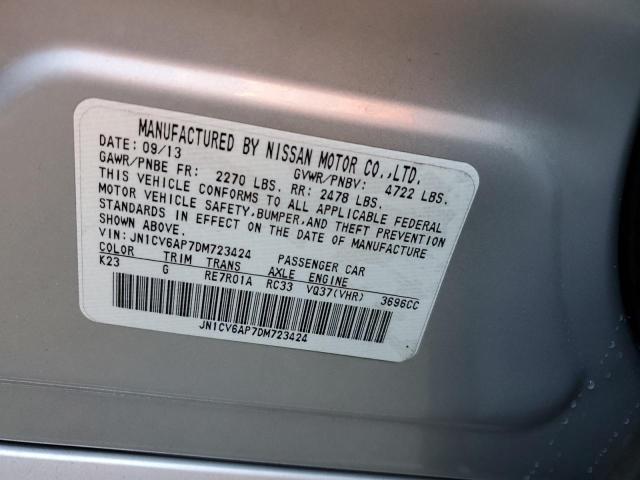 MANUFACTURED BY NISSAN MOTOR CO.,LTD.
DATE: 09/13 GVWR/PNBV: 4722 LBS.
GAWR/PNBE FR: 2270 LBS. RR: 2478 LBS.
THIS VEHICLE CONFORMS TO ALL APPLICABLE FEDERAL
MOTOR VEHICLE SAFETY,BUMPER,AND THEFT PREVENTION
STANDARDS IN EFFECT ON THE DATE OF MANUFACTURE
SHOWN ABOVE.
VIN: JN1CV6AP7DM723424 PASSENGER CAR
COLOR TRIM TRANS AXLE ENGINE
K23 G RE7R01A RC33 VQ37(VHR) 3696CC
JN1CV6AP7DM723424